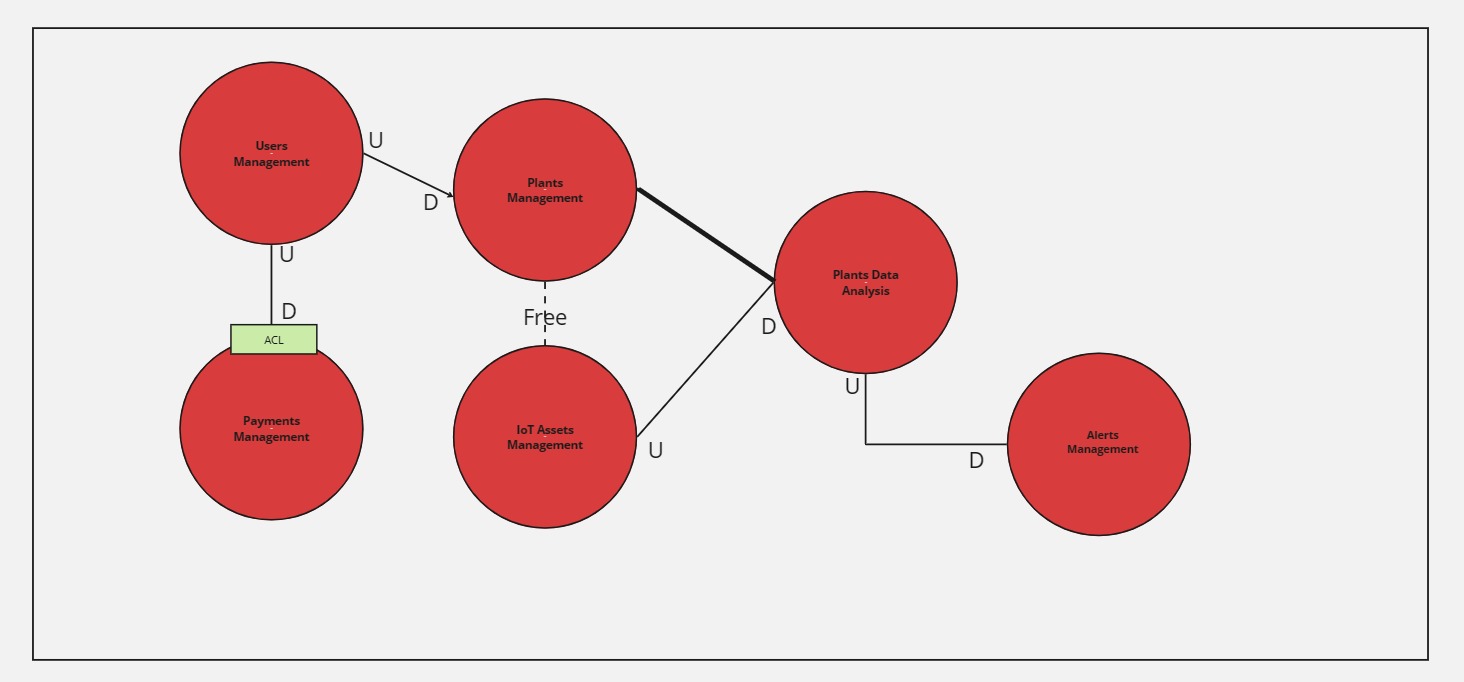 Users
Management
U
D
Plants
Management
U
D
ACL
Payments
Management
Free
IoT Assets
Management
U
D
Plants Data
Analysis
U
D
Alerts
Management